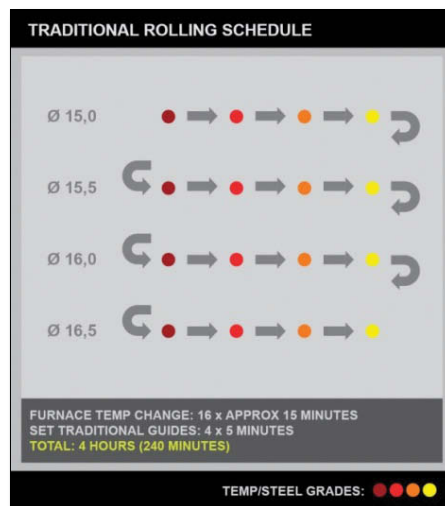 TRADITIONAL ROLLING SCHEDULE
Ø 15,0
Ø 15,5
Ø 16,0
Ø 16,5
FURNACE TEMP CHANGE: 16 x APPROX 15 MINUTES
SET TRADITIONAL GUIDES: 4 x 5 MINUTES
TOTAL: 4 HOURS (240 MINUTES)
TEMP/STEEL GRADES: